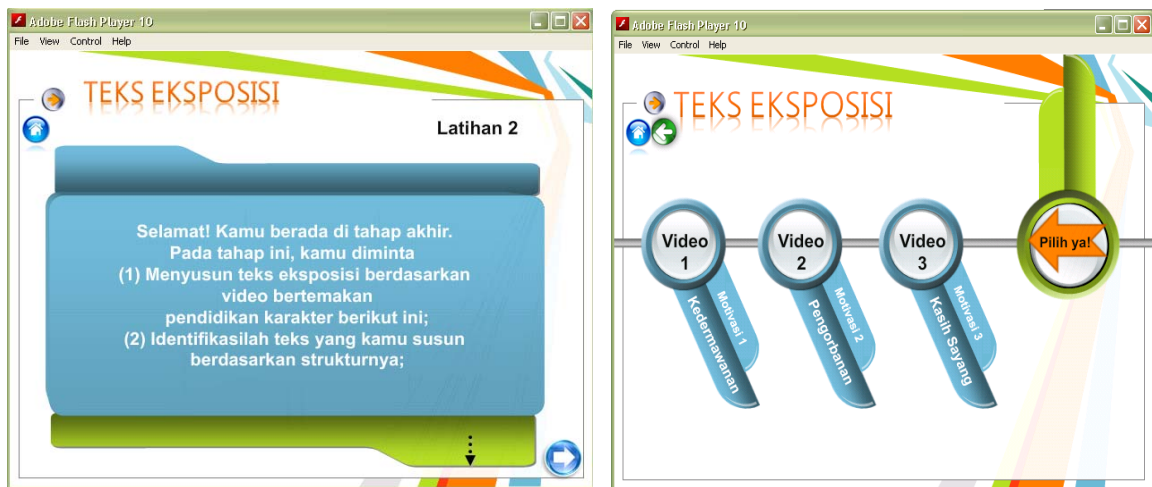 Adobe Flash Player 10
File View Control Help
TEKS EKSPOSISI
Latihan 2
Selamat! Kamu berada di tahap akhir.
Pada tahap ini, kamu diminta
(1) Menyusun teks eksposisi berdasarkan
video bertemakan
pendidikan karakter berikut ini;
(2) Identifikasilah teks yang kamu susun
berdasarkan strukturnya;
Adobe Flash Player 10
File View Control Help
TEKS EKSPOSISI
Video
1
Motivasi 1
Kedermawanan
Video
2
Motivasi 2
Pengorbanan
Video
3
Motivasi 3
Kasih Sayang
Pilih ya!